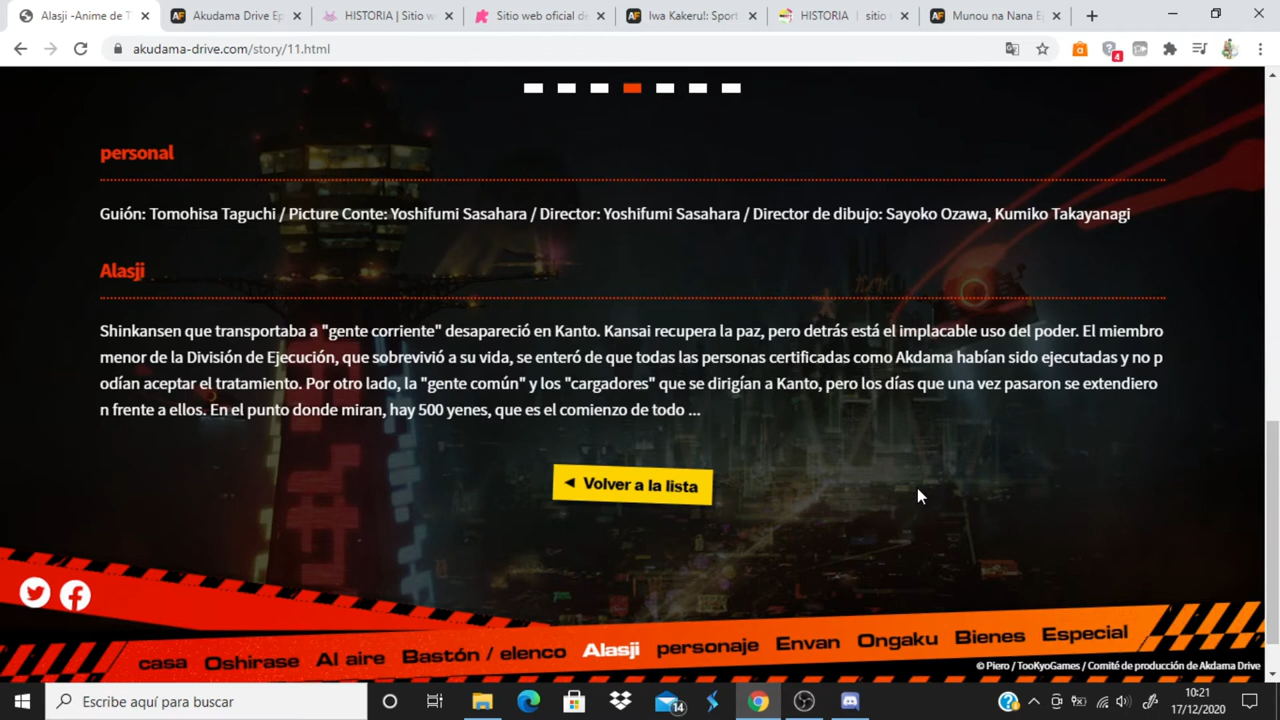 Alasji -Anime de T
Akudama Drive Ep
HISTORIA | Sitio w
Sitio web oficial de
Iwa Kakeru!: Sport
HISTORIA | sitio
Munou na Nana E
akudama-drive.com/story/11.html
4
personal
Guión: Tomohisa Taguchi / Picture Conte: Yoshifumi Sasahara / Director: Yoshifumi Sasahara / Director de dibujo: Sayoko Ozawa, Kumiko Takayanagi
Alasji
Shinkansen que transportaba a "gente corriente" desapareció en Kanto. Kansai recupera la paz, pero detrás está el implacable uso del poder. El miembro
menor de la División de Ejecución, que sobrevivió a su vida, se enteró de que todas las personas certificadas como Akdama habían sido ejecutadas y no p
odían aceptar el tratamiento. Por otro lado, la "gente común" y los "cargadores" que se dirigían a Kanto, pero los días que una vez pasaron se extendiero
n frente a ellos. En el punto donde miran, hay 500 yenes, que es el comienzo de todo ...
Volver a la lista
casa Oshirase Al aire Bastón / elenco Alasji personaje Envan Ongaku Bienes Especial
© Piero / TooKyoGames / Comité de producción de Akdama Drive
Escribe aquí para buscar
14
10:21
17/12/2020